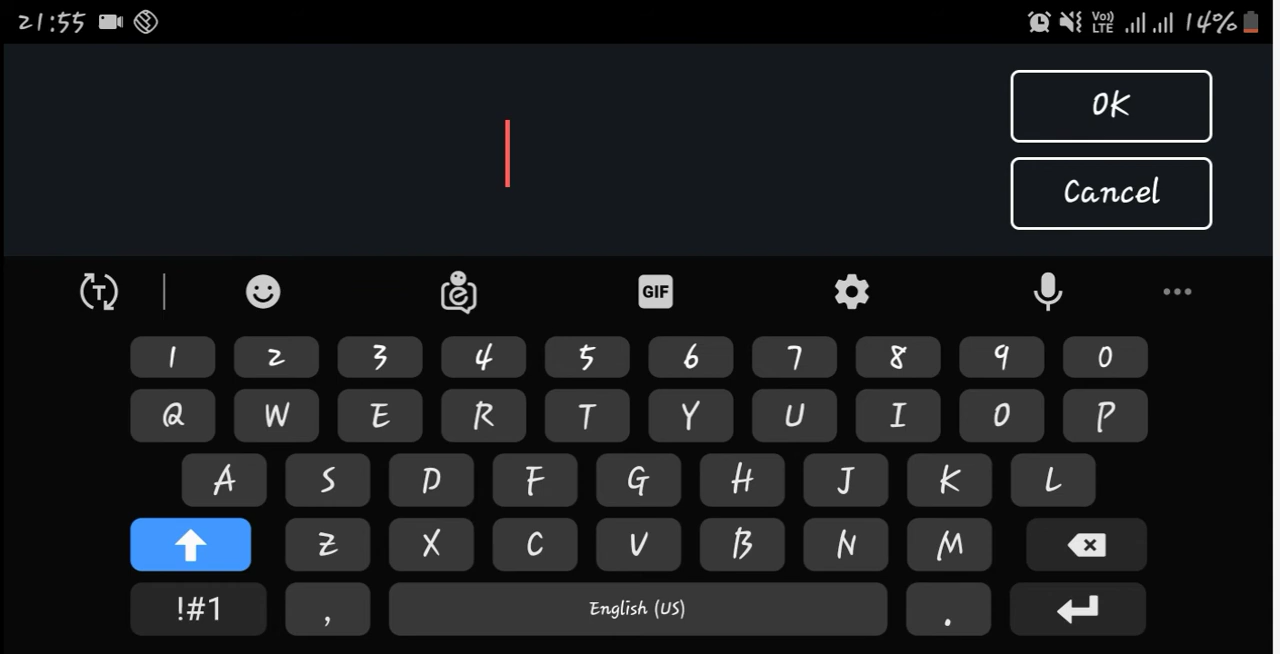 21:55 Vo)) LTE 14%
OK
Cancel
T GIF
1 2 3 4 5 6 7 8 9 0
Q W E R T Y U I O P
A S D F G H J K L
Z X C V B N M
!#1 , English (US) .